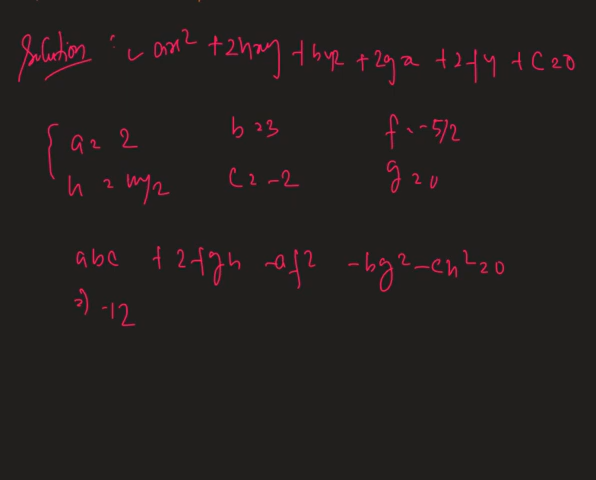 Solution : ax² + 2hxy + by² + 2gx + 2fy + c = 0
a = 2 b = 3 f = -5/2
h = m/2 c = -2 g = 0
abc + 2fgh - af² - bg² - ch² = 0
⇒) -12